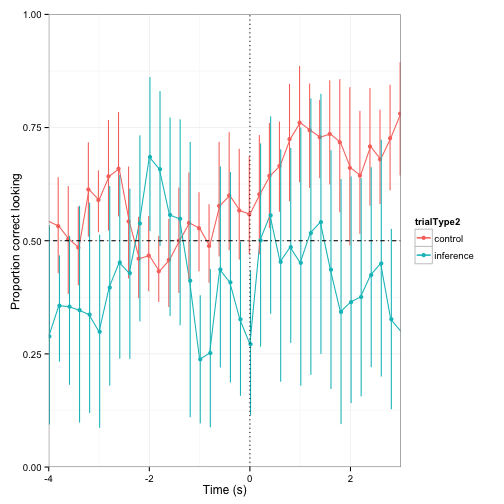 1.00
0.75
0.50
0.25
0.00
Proportion correct looking
-4
-2
0
2
Time (s)
trialType2
control
inference